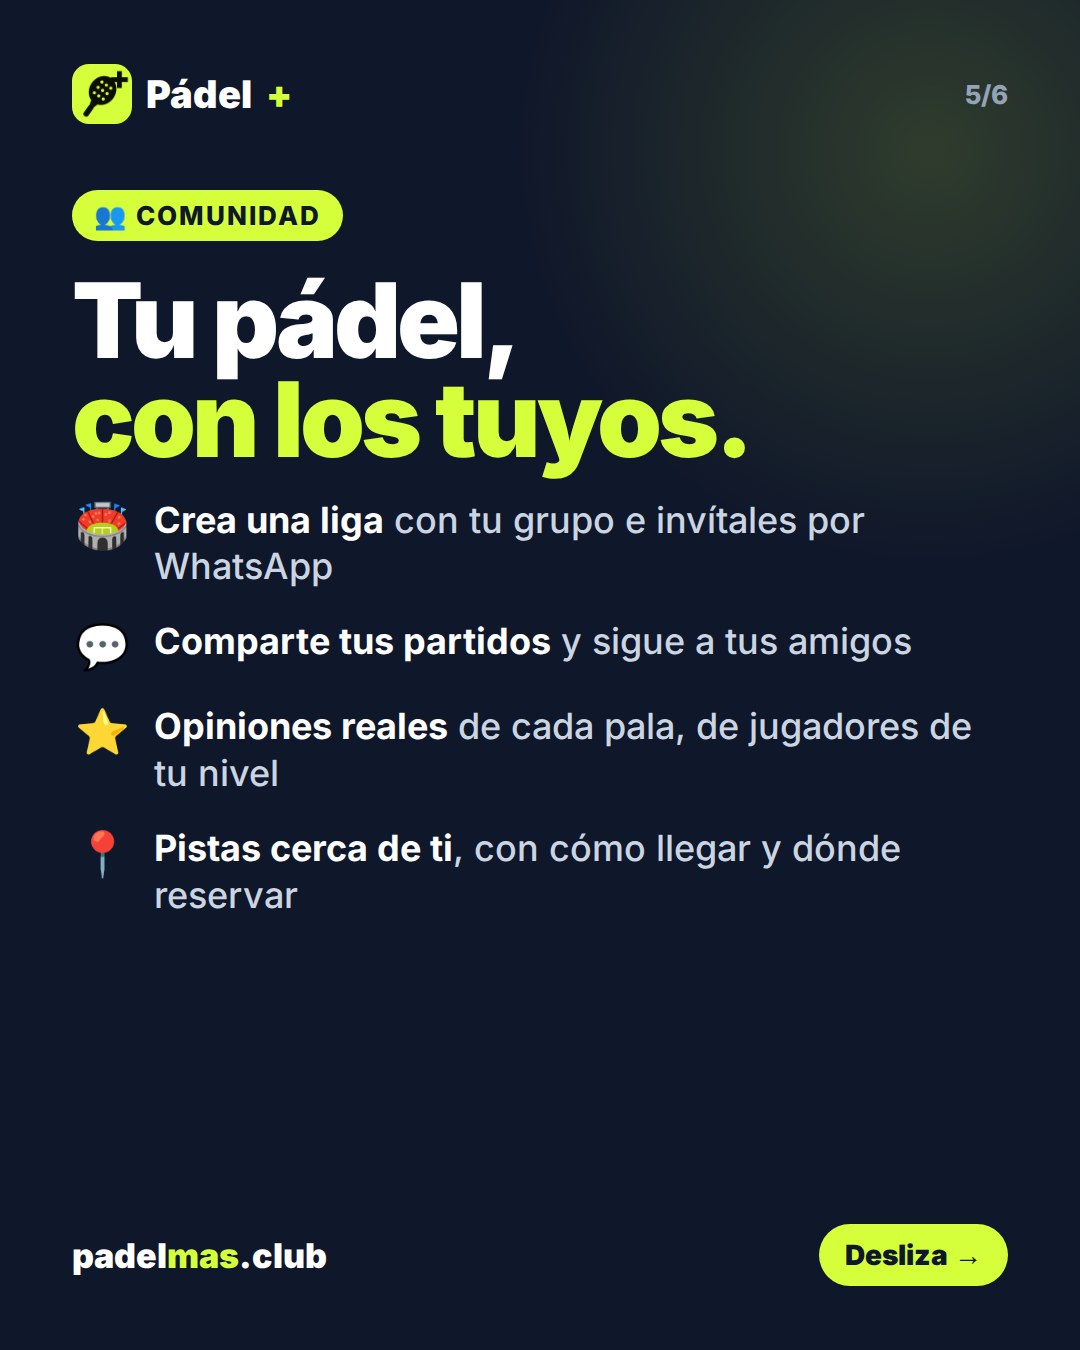 Pádel +
5/6
👥 COMUNIDAD
Tu pádel,
con los tuyos.
Crea una liga con tu grupo e invítales por
WhatsApp
Comparte tus partidos y sigue a tus amigos
Opiniones reales de cada pala, de jugadores de
tu nivel
Pistas cerca de ti, con cómo llegar y dónde
reservar
padelmas.club
Desliza →